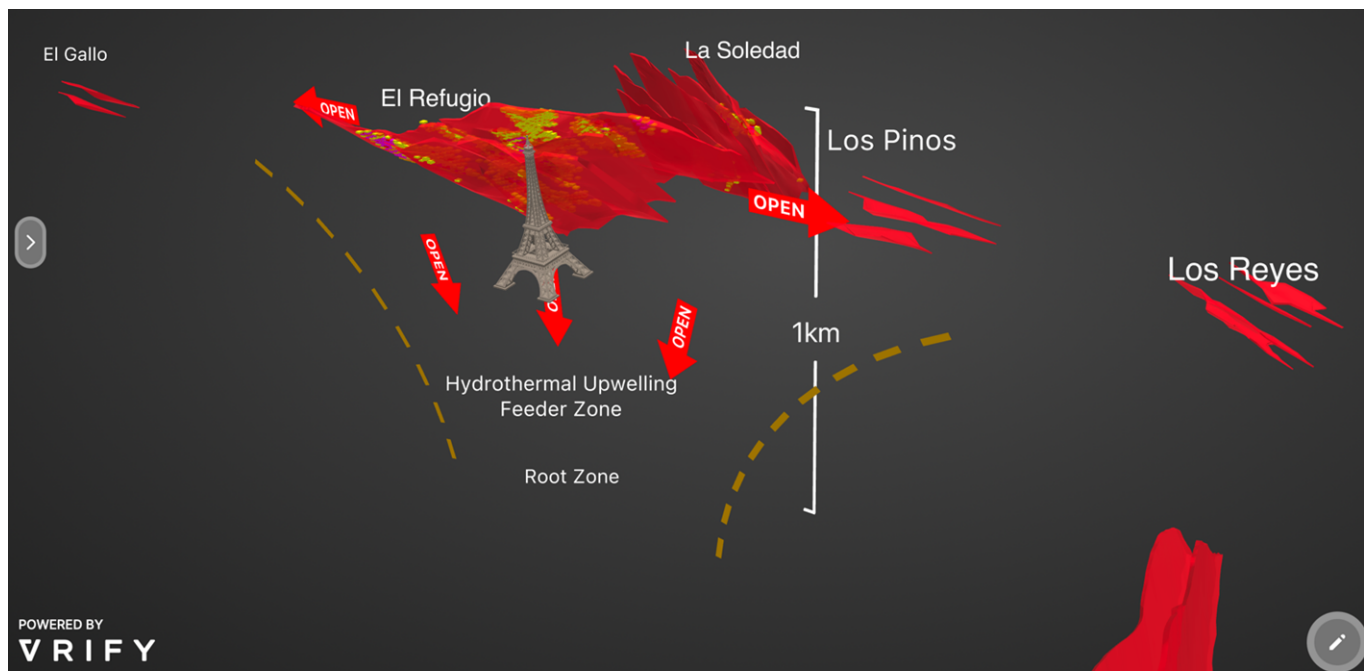 El Gallo
La Soledad
OPEN
El Refugio
Los Pinos
OPEN
OPEN
Los Reyes
OPEN
1km
Hydrothermal Upwelling
Feeder Zone
Root Zone
POWERED BY
VRIFY